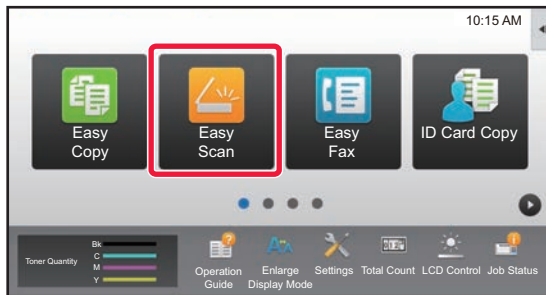 10:15 AM
Easy
Copy
Easy
Scan
Easy
Fax
ID Card Copy
Toner Quantity
Bk
C
M
Y
Operation
Guide
Enlarge
Display Mode
Settings
Total Count
LCD Control
Job Status